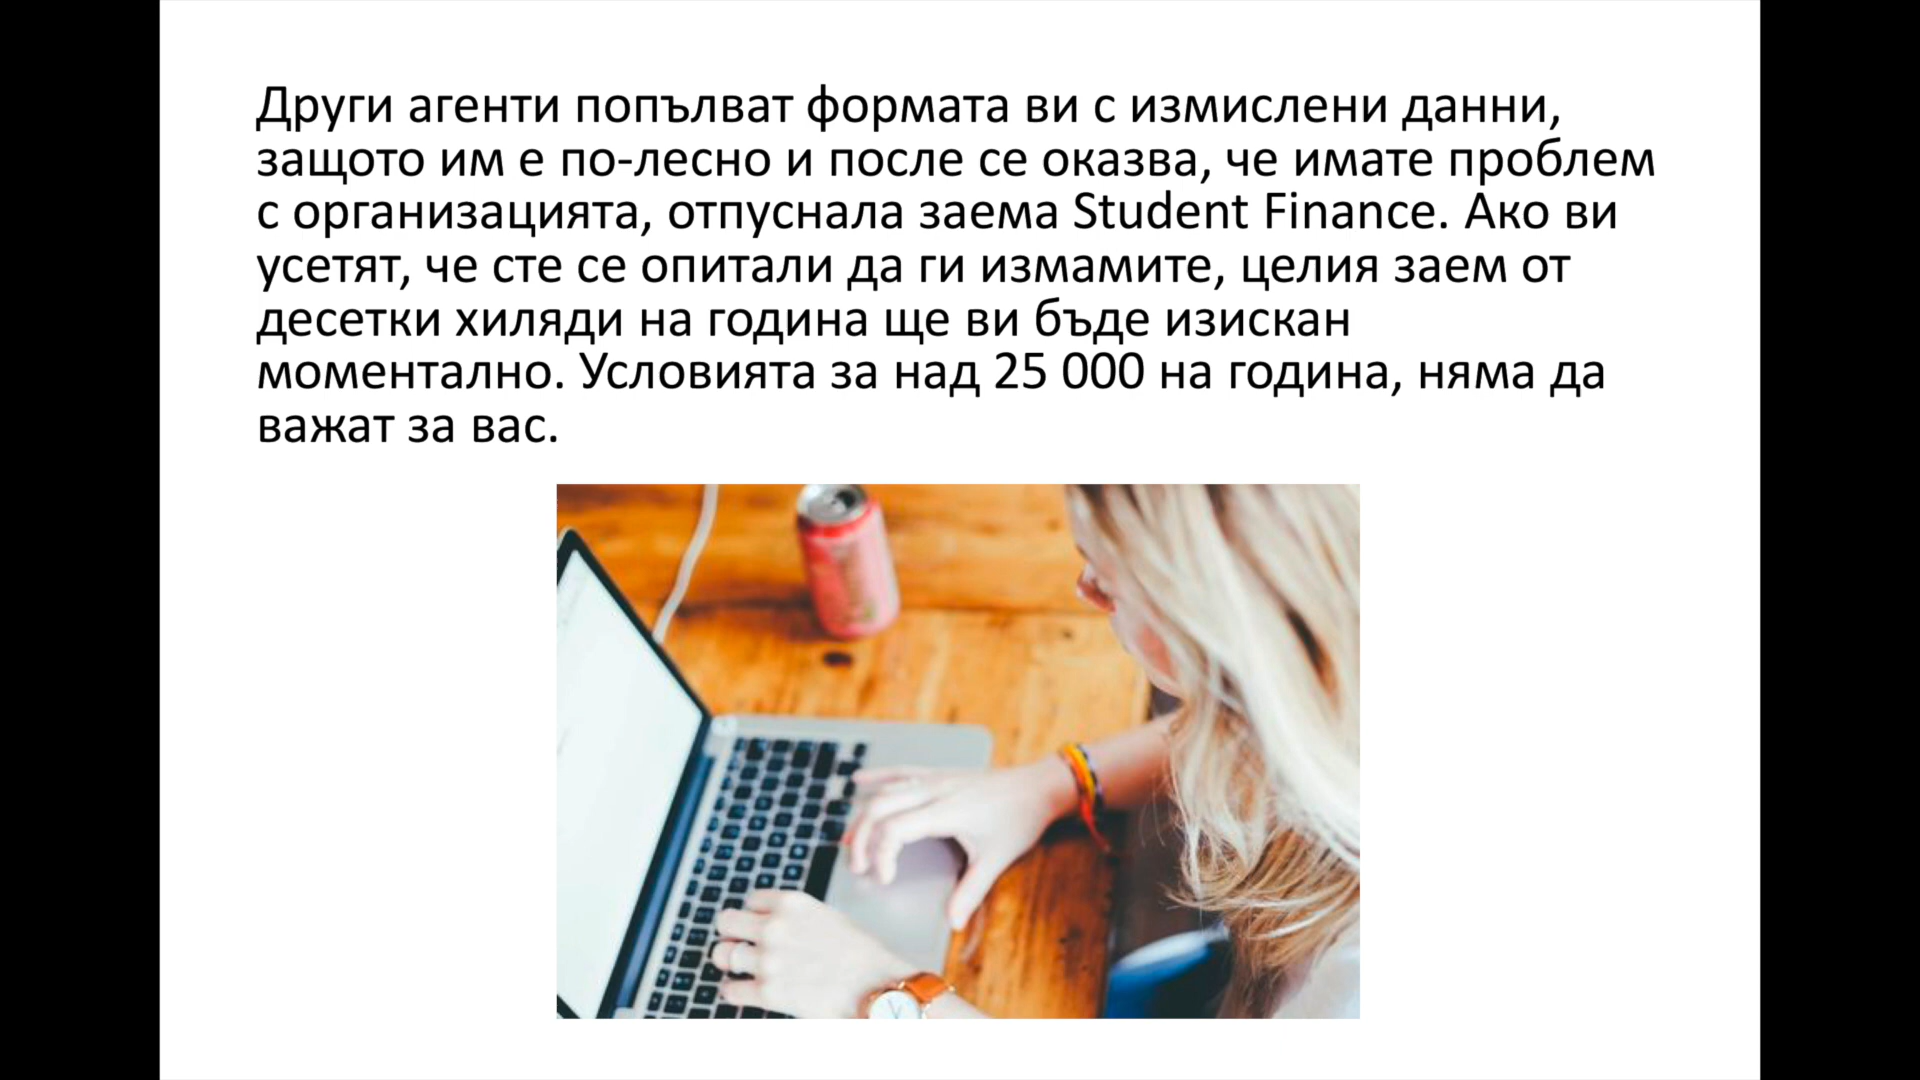 Други агенти попълват формата ви с измислени данни,
защото им е по-лесно и после се оказва, че имате проблем
с организацията, отпуснала заема Student Finance. Ако ви
усетят, че сте се опитали да ги измамите, целия заем от
десетки хиляди на година ще ви бъде изискан
моментално. Условията за над 25 000 на година, няма да
важат за вас.